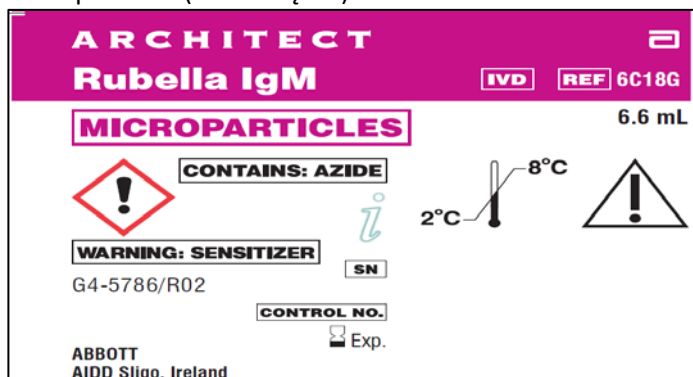 ARCHITECT
Rubella IgM IVD REF 6C18G
MICROPARTICLES 6.6 mL
CONTAINS: AZIDE
8°C
2°C
WARNING: SENSITIZER
SN
G4-5786/R02
CONTROL NO.
Exp.
ABBOTT
AIDD Sligo, Ireland